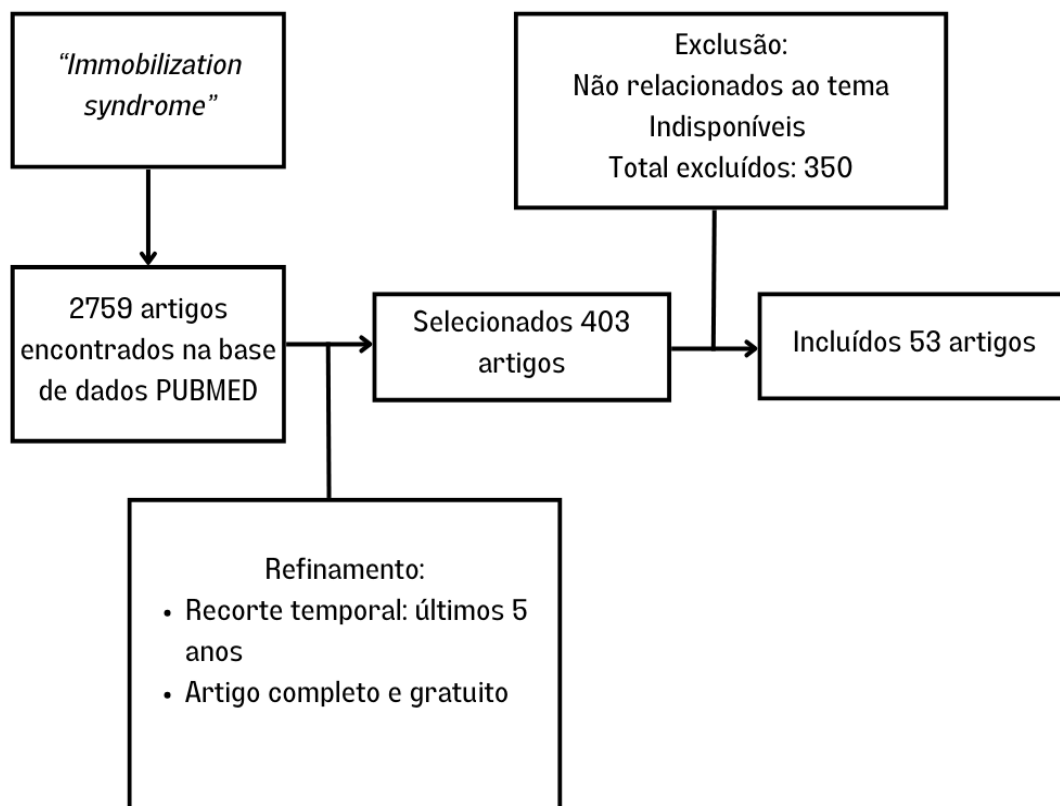 “Immobilization
syndrome”
2759 artigos
encontrados na base
de dados PUBMED
Refinamento:
• Recorte temporal: últimos 5
anos
• Artigo completo e gratuito
Selecionados 403
artigos
Exclusão:
Não relacionados ao tema
Indisponíveis
Total excluídos: 350
Incluídos 53 artigos